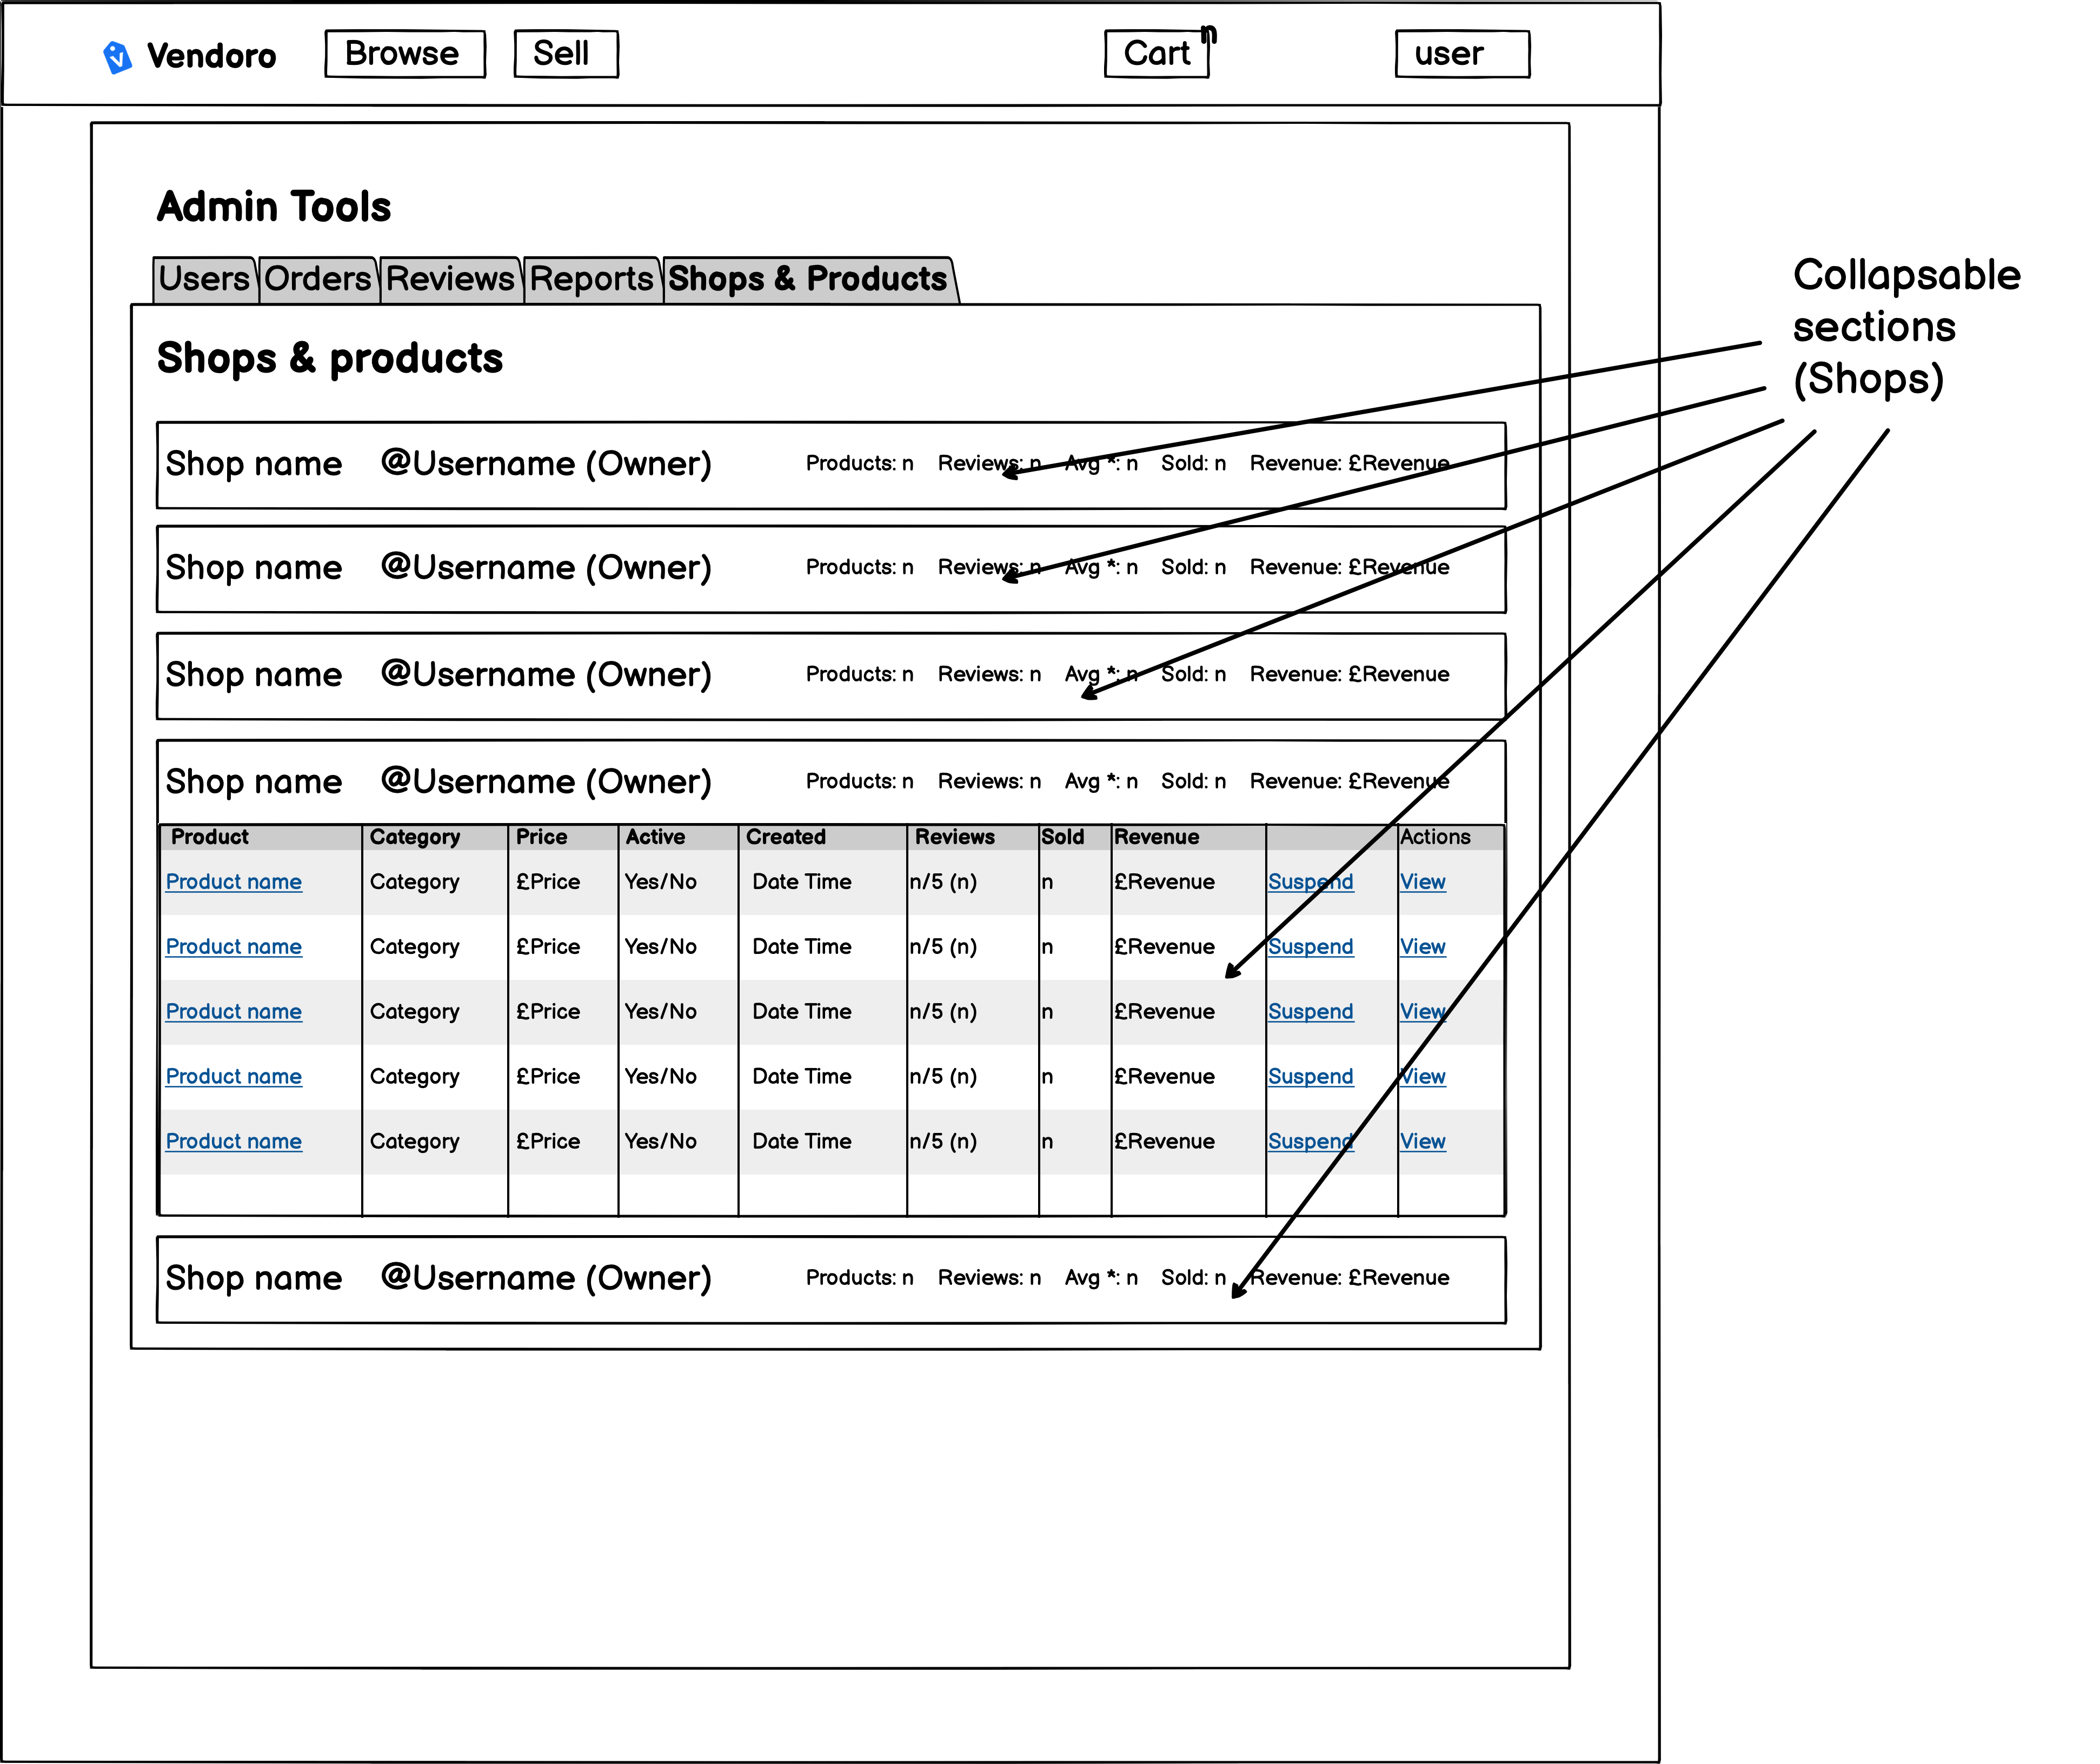 Vendoro Browse Sell Cart n user
Admin Tools
Users Orders Reviews Reports Shops & Products
Shops & products
Collapsable
sections
(Shops)
Shop name @Username (Owner) Products: n Reviews: n Avg *: n Sold: n Revenue: £Revenue
Shop name @Username (Owner) Products: n Reviews: n Avg *: n Sold: n Revenue: £Revenue
Shop name @Username (Owner) Products: n Reviews: n Avg *: n Sold: n Revenue: £Revenue
Shop name @Username (Owner) Products: n Reviews: n Avg *: n Sold: n Revenue: £Revenue
Product Category Price Active Created Reviews Sold Revenue Actions
Product name Category £Price Yes/No Date Time n/5 (n) n £Revenue Suspend View
Product name Category £Price Yes/No Date Time n/5 (n) n £Revenue Suspend View
Product name Category £Price Yes/No Date Time n/5 (n) n £Revenue Suspend View
Product name Category £Price Yes/No Date Time n/5 (n) n £Revenue Suspend View
Product name Category £Price Yes/No Date Time n/5 (n) n £Revenue Suspend View
Shop name @Username (Owner) Products: n Reviews: n Avg *: n Sold: n Revenue: £Revenue